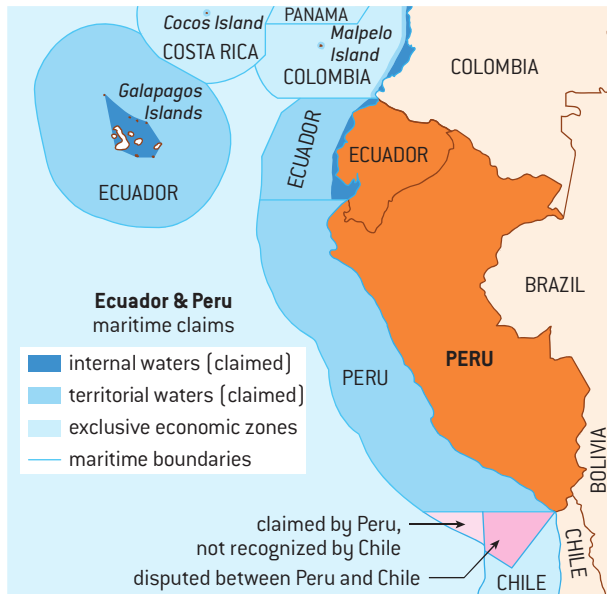 Cocos Island
PANAMA
COSTA RICA
Malpelo
Island
COLOMBIA
COLOMBIA
Galapagos
Islands
ECUADOR
ECUADOR
ECUADOR
BRAZIL
Ecuador & Peru
maritime claims
internal waters (claimed)
territorial waters (claimed)
exclusive economic zones
maritime boundaries
PERU
PERU
BOLIVIA
claimed by Peru,
not recognized by Chile
disputed between Peru and Chile
CHILE
CHILE